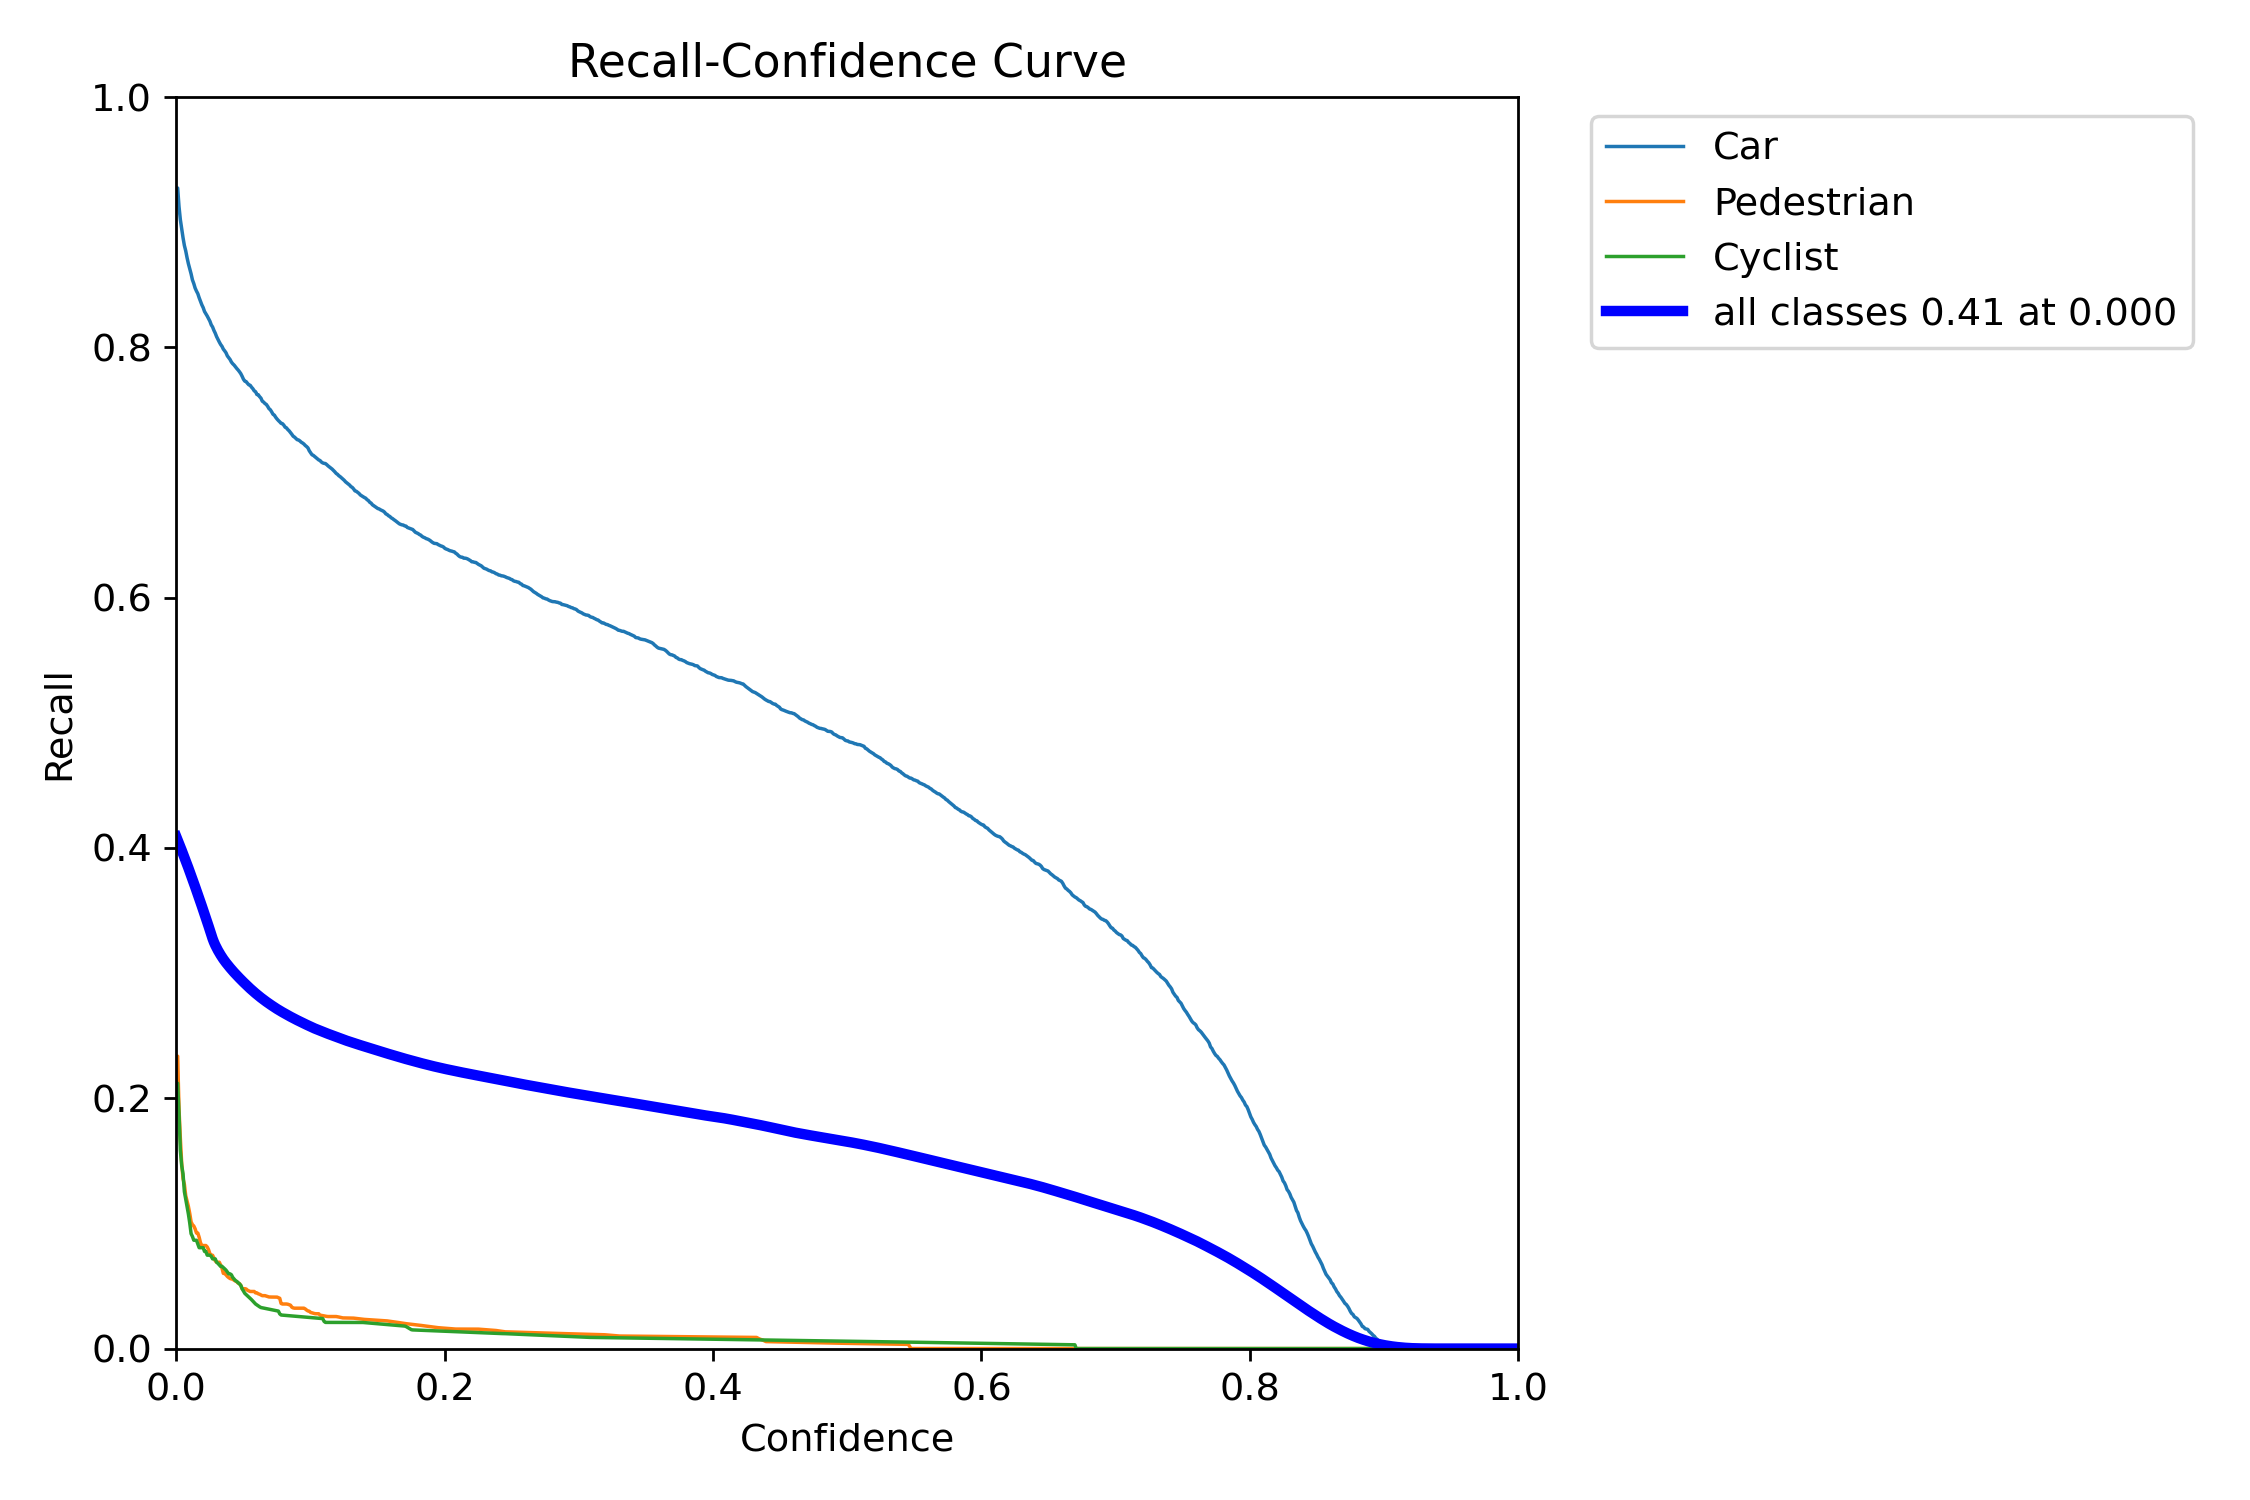 Recall-Confidence Curve
1.0
0.8
0.6
0.4
0.2
0.0
Recall
0.0 0.2 0.4 0.6 0.8 1.0
Confidence
Car
Pedestrian
Cyclist
all classes 0.41 at 0.000